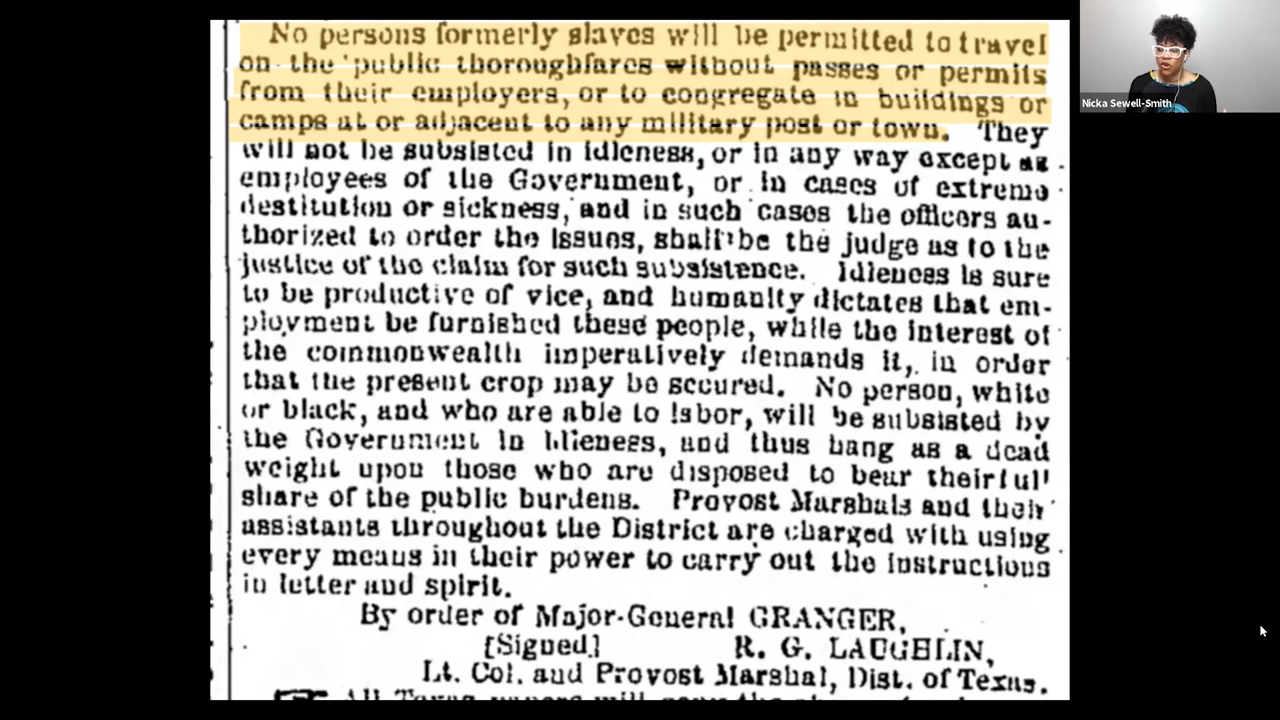 No persons formerly slaves will be permitted to travel
on the public thoroughfares without passes or permits
from their employers, or to congregate in buildings or
camps at or adjacent to any military post or town. They
will not be subsisted in idleness, or in any way except as
employees of the Government, or in cases of extreme
destitution or sickness, and in such cases the officers au-
thorized to order the issues, shall be the judge as to the
justice of the claim for such subsistence. Idleness is sure
to be productive of vice, and humanity dictates that em-
ployment be furnished these people, while the interest of
the commonwealth imperatively demands it, in order
that the present crop may be secured. No person, white
or black, and who are able to labor, will be subsisted by
the Government in idleness, and thus hang as a dead
weight upon those who are disposed to bear their full
share of the public burdens. Provost Marshals and their
assistants throughout the District are charged with using
every means in their power to carry out the instructions
in letter and spirit.
By order of Major-General GRANGER,
[Signed] R. G. LAUGHLIN,
Lt. Col. and Provost Marshal, Dist. of Texas.
All Texas
Nicka Sewell-Smith